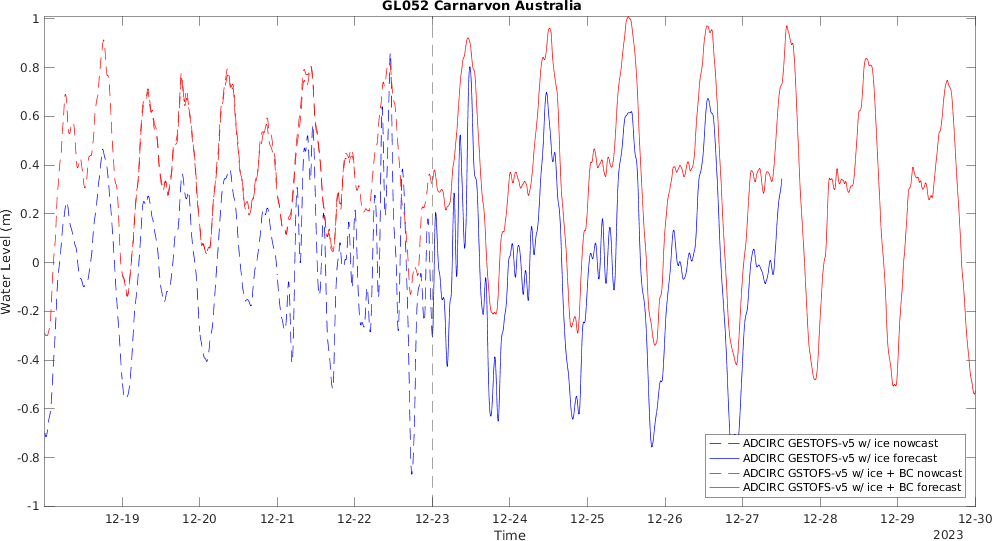 GL052 Carnarvon Australia
Water Level (m)
1
0.8
0.6
0.4
0.2
0
-0.2
-0.4
-0.6
-0.8
-1
ADCIRC GESTOFS-v5 w/ ice nowcast
ADCIRC GESTOFS-v5 w/ ice forecast
ADCIRC GSTOFS-v5 w/ ice + BC nowcast
ADCIRC GSTOFS-v5 w/ ice + BC forecast
12-19 12-20 12-21 12-22 12-23 12-24 12-25 12-26 12-27 12-28 12-29 12-30
Time
2023